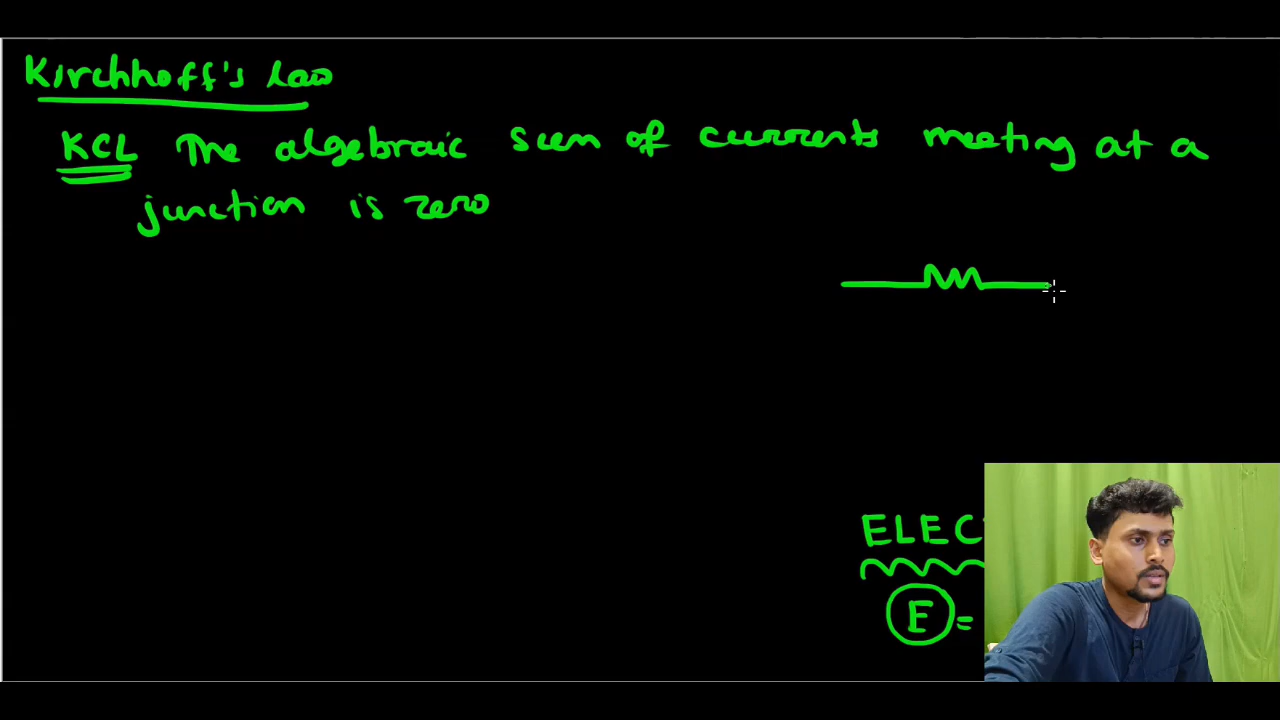 Kirchhoff's Law
KCL The algebraic sum of currents meeting at a
junction is zero
ELEC
E =